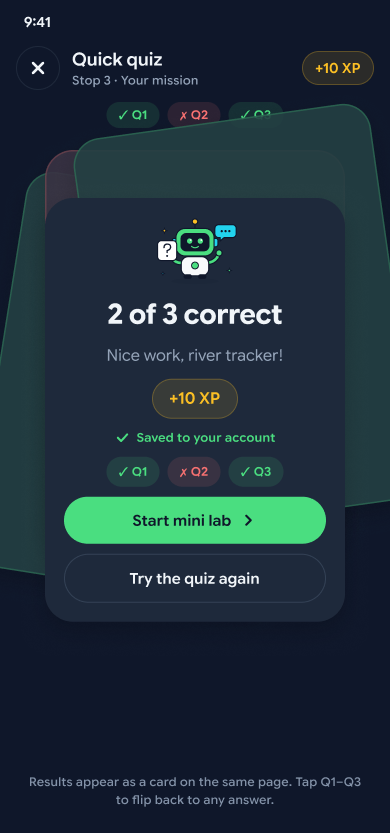 9:41
Quick quiz
Stop 3 · Your mission
+10 XP
✓ Q1 ✗ Q2 ✓ Q3
?
2 of 3 correct
Nice work, river tracker!
+10 XP
✓ Saved to your account
✓ Q1 ✗ Q2 ✓ Q3
Start mini lab
Try the quiz again
Results appear as a card on the same page. Tap Q1–Q3
to flip back to any answer.